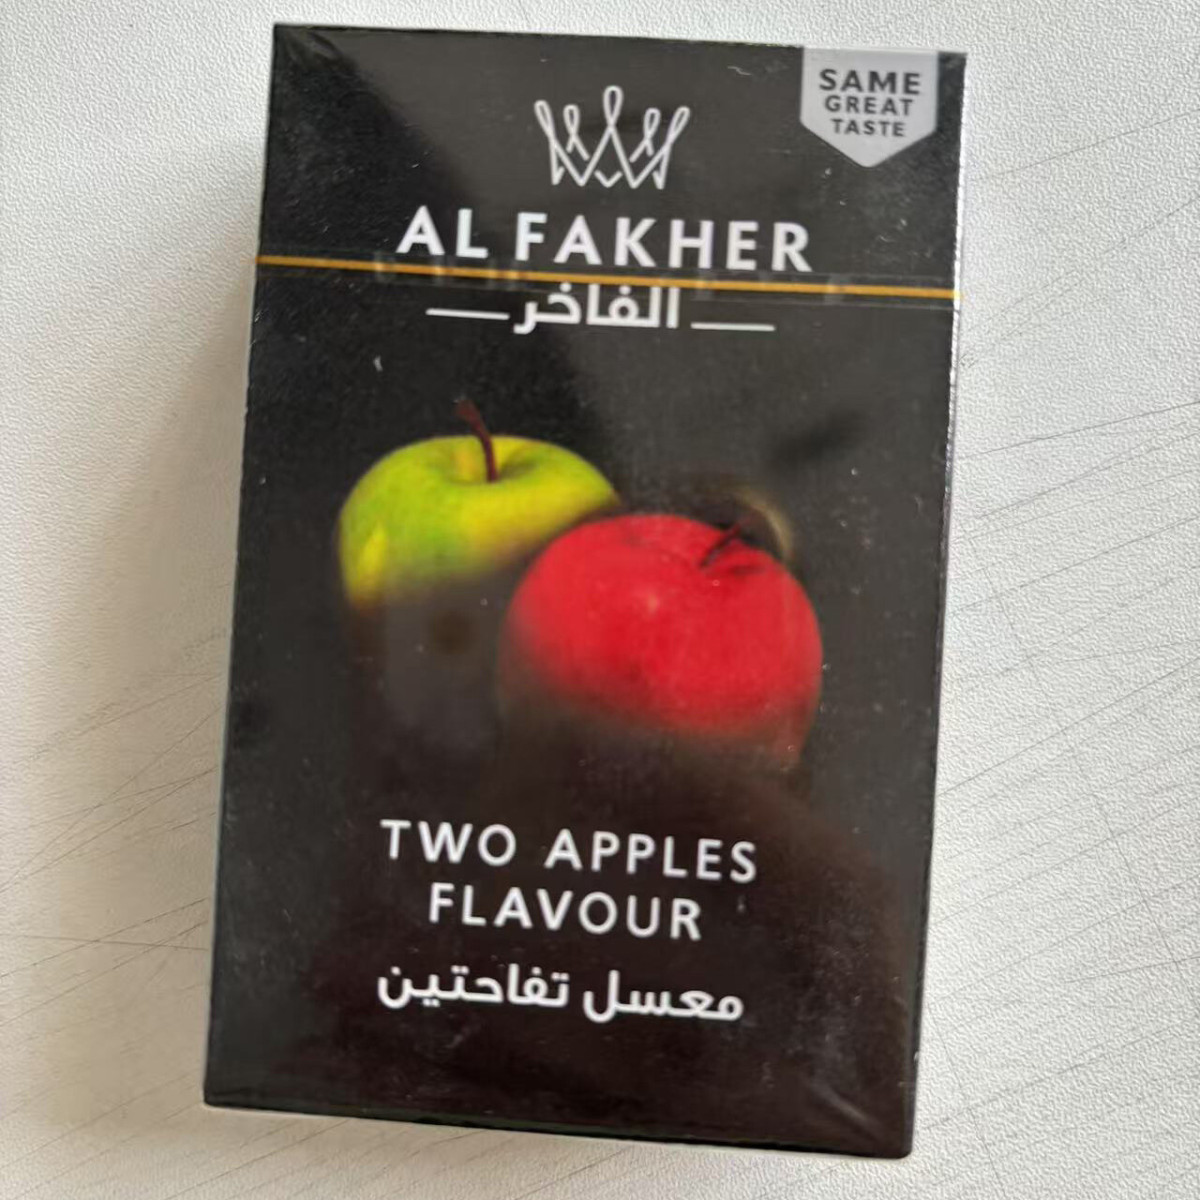 SAME
GREAT
TASTE
AL FAKHER
الفاخر
TWO APPLES
FLAVOUR
معسل تفاحتين